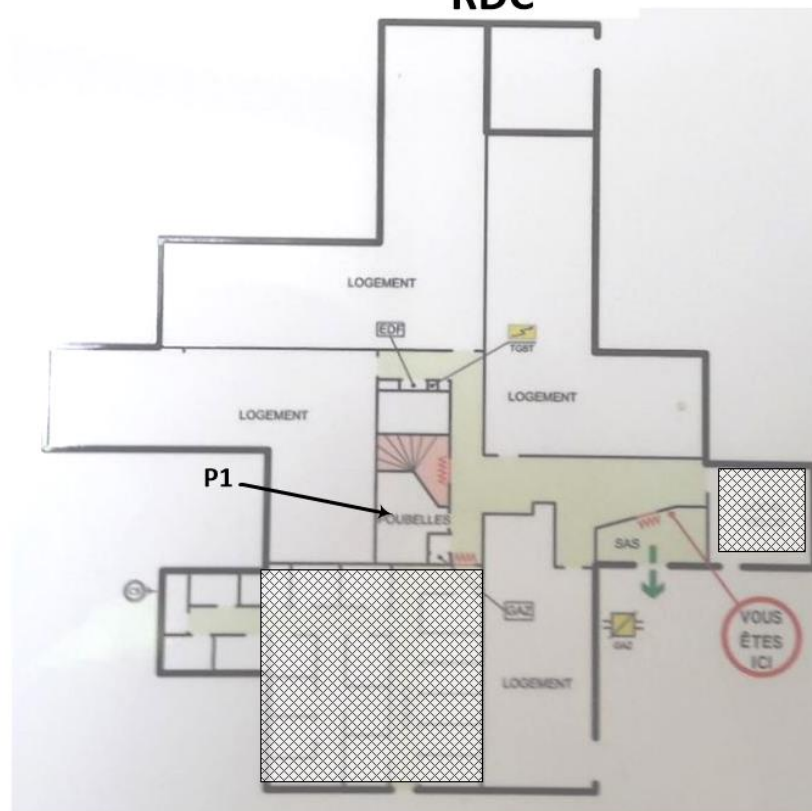 RDC
LOGEMENT
EDF
TGBT
LOGEMENT
LOGEMENT
P1
POUBELLES
SAS
GAZ
GAZ
LOGEMENT
VOUS
ÊTES
ICI